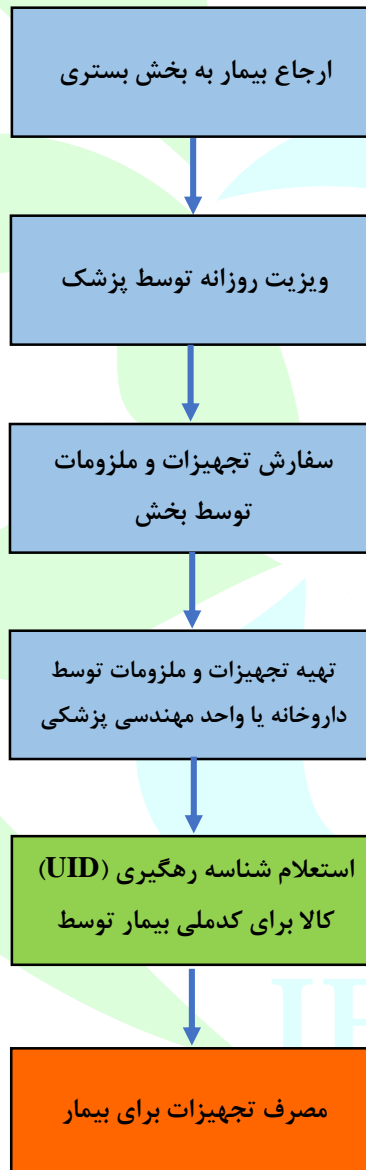 ارجاع بیمار به بخش بستری
ویزیت روزانه توسط پزشک
سفارش تجهیزات و ملزومات
توسط بخش
تهیه تجهیزات و ملزومات توسط
داروخانه یا واحد مهندسی پزشکی
استعلام شناسه رهگیری (UID)
کالا برای کدملی بیمار توسط
مصرف تجهیزات برای بیمار